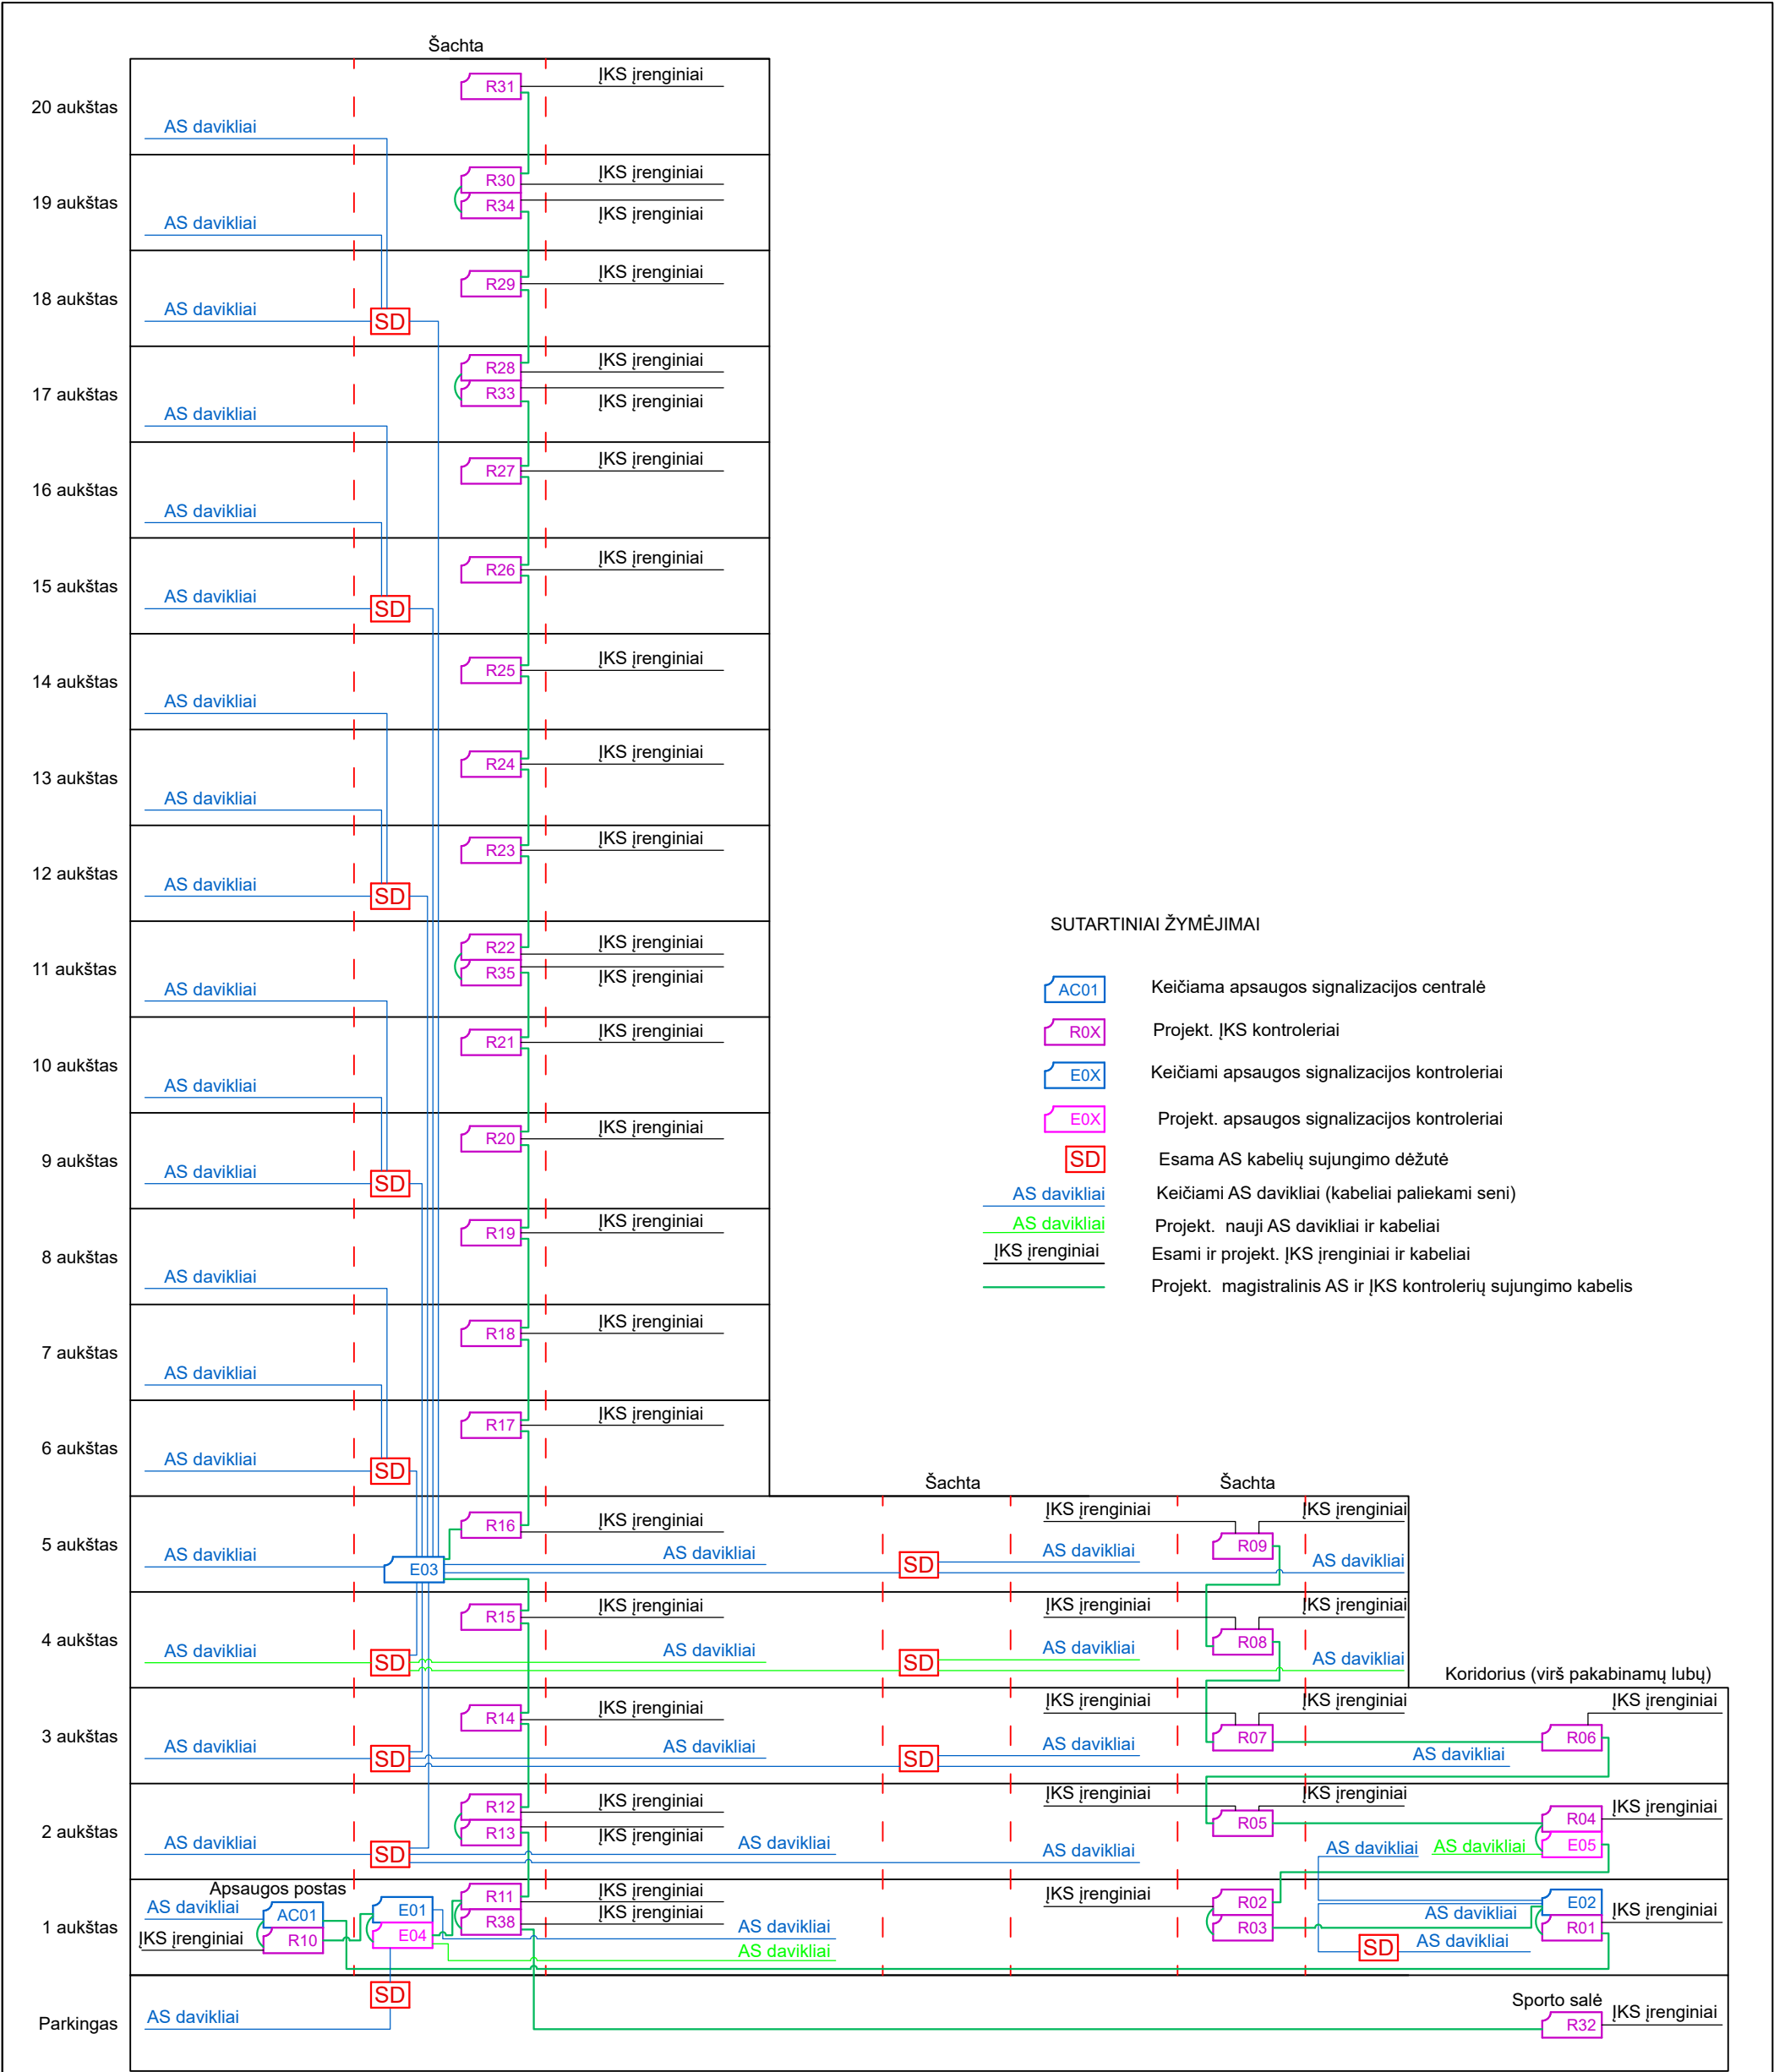 Šachta
20 aukštas
R31
ĮKS įrenginiai
AS davikliai
19 aukštas
R30
ĮKS įrenginiai
R34
ĮKS įrenginiai
AS davikliai
18 aukštas
R29
ĮKS įrenginiai
AS davikliai
SD
17 aukštas
R28
ĮKS įrenginiai
R33
ĮKS įrenginiai
AS davikliai
16 aukštas
R27
ĮKS įrenginiai
AS davikliai
15 aukštas
R26
ĮKS įrenginiai
AS davikliai
SD
14 aukštas
R25
ĮKS įrenginiai
AS davikliai
13 aukštas
R24
ĮKS įrenginiai
AS davikliai
12 aukštas
R23
ĮKS įrenginiai
AS davikliai
SD
11 aukštas
R22
ĮKS įrenginiai
R35
ĮKS įrenginiai
AS davikliai
10 aukštas
R21
ĮKS įrenginiai
AS davikliai
9 aukštas
R20
ĮKS įrenginiai
AS davikliai
SD
8 aukštas
R19
ĮKS įrenginiai
AS davikliai
7 aukštas
R18
ĮKS įrenginiai
AS davikliai
6 aukštas
R17
ĮKS įrenginiai
AS davikliai
SD
SUTARTINIAI ŽYMĖJIMAI
AC01 Keičiama apsaugos signalizacijos centralė
R0X Projekt. ĮKS kontroleriai
E0X Keičiami apsaugos signalizacijos kontroleriai
E0X Projekt. apsaugos signalizacijos kontroleriai
SD Esama AS kabelių sujungimo dėžutė
AS davikliai Keičiami AS davikliai (kabeliai paliekami seni)
AS davikliai Projekt. nauji AS davikliai ir kabeliai
ĮKS įrenginiai Esami ir projekt. ĮKS įrenginiai ir kabeliai
Projekt. magistralinis AS ir ĮKS kontrolerių sujungimo kabelis
Šachta
Šachta
5 aukštas
R16
ĮKS įrenginiai
ĮKS įrenginiai
ĮKS įrenginiai
R09
AS davikliai
E03
AS davikliai
SD
AS davikliai
AS davikliai
4 aukštas
R15
ĮKS įrenginiai
ĮKS įrenginiai
ĮKS įrenginiai
R08
AS davikliai
SD
AS davikliai
SD
AS davikliai
AS davikliai
Koridorius (virš pakabinamų lubų)
3 aukštas
R14
ĮKS įrenginiai
ĮKS įrenginiai
ĮKS įrenginiai
ĮKS įrenginiai
R07
R06
AS davikliai
SD
AS davikliai
SD
AS davikliai
AS davikliai
2 aukštas
R12
ĮKS įrenginiai
ĮKS įrenginiai
ĮKS įrenginiai
R13
ĮKS įrenginiai
R05
R04
ĮKS įrenginiai
AS davikliai
SD
AS davikliai
AS davikliai
AS davikliai
AS davikliai
E05
1 aukštas
Apsaugos postas
AS davikliai
AC01
E01
R11
ĮKS įrenginiai
ĮKS įrenginiai
R02
E02
ĮKS įrenginiai
R10
E04
R38
ĮKS įrenginiai
AS davikliai
AS davikliai
R03
AS davikliai
R01
ĮKS įrenginiai
SD
AS davikliai
Parkingas
SD
AS davikliai
Sporto salė
R32
ĮKS įrenginiai